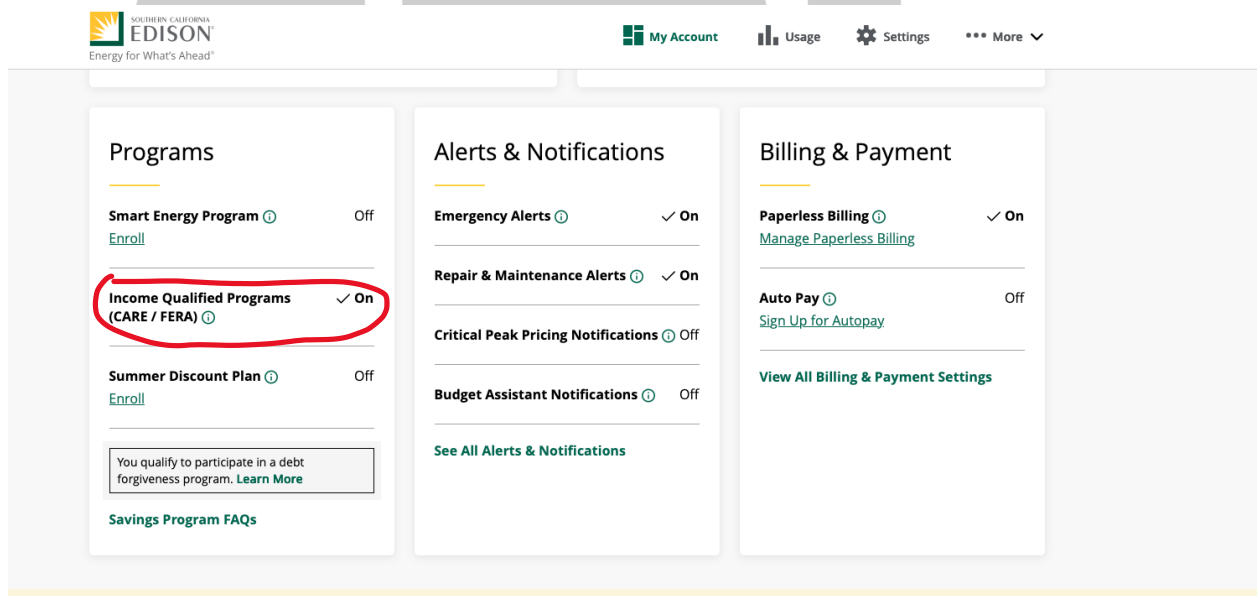 SOUTHERN CALIFORNIA
EDISON®
Energy for What's Ahead®
My Account
Usage
Settings
More
Programs
Smart Energy Program
Off
Enroll
Income Qualified Programs
(CARE / FERA)
On
Summer Discount Plan
Off
Enroll
You qualify to participate in a debt
forgiveness program. Learn More
Savings Program FAQs
Alerts & Notifications
Emergency Alerts
On
Repair & Maintenance Alerts
On
Critical Peak Pricing Notifications
Off
Budget Assistant Notifications
Off
See All Alerts & Notifications
Billing & Payment
Paperless Billing
On
Manage Paperless Billing
Auto Pay
Off
Sign Up for Autopay
View All Billing & Payment Settings